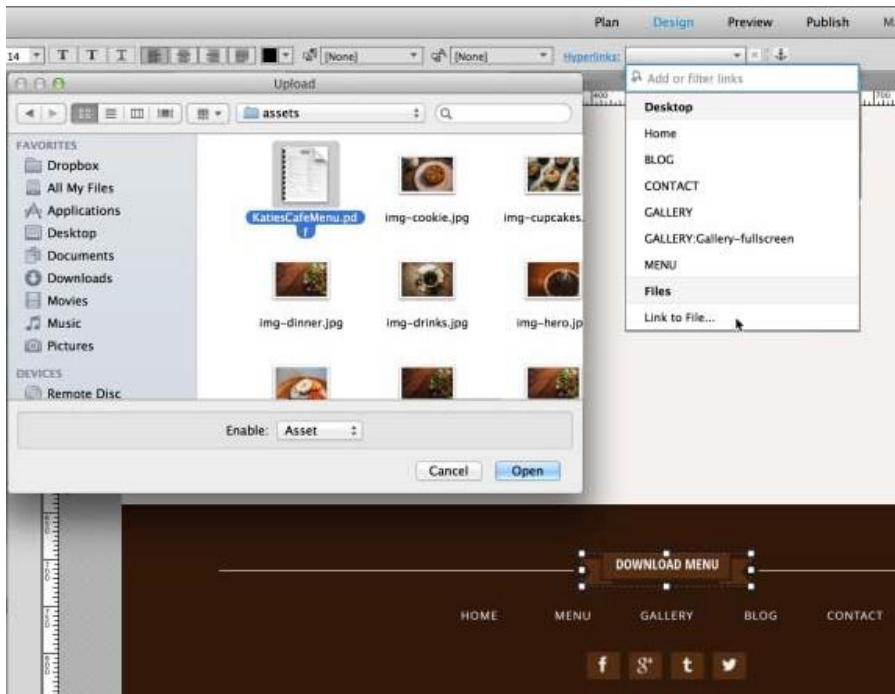 Plan Design Preview Publish
14 T T T [None] [None] Hyperlinks:
Upload
assets
FAVORITES
Dropbox
All My Files
Applications
Desktop
Documents
Downloads
Movies
Music
Pictures
DEVICES
Remote Disc
KatiesCafeMenu.pd
f
img-cookie.jpg
img-cupcakes.
img-dinner.jpg
img-drinks.jpg
img-hero.jp
Enable: Asset
Cancel Open
Add or filter links
Desktop
Home
BLOG
CONTACT
GALLERY
GALLERY:Gallery-fullscreen
MENU
Files
Link to File...
400
700
DOWNLOAD MENU
HOME MENU GALLERY BLOG CONTACT
f g+ t